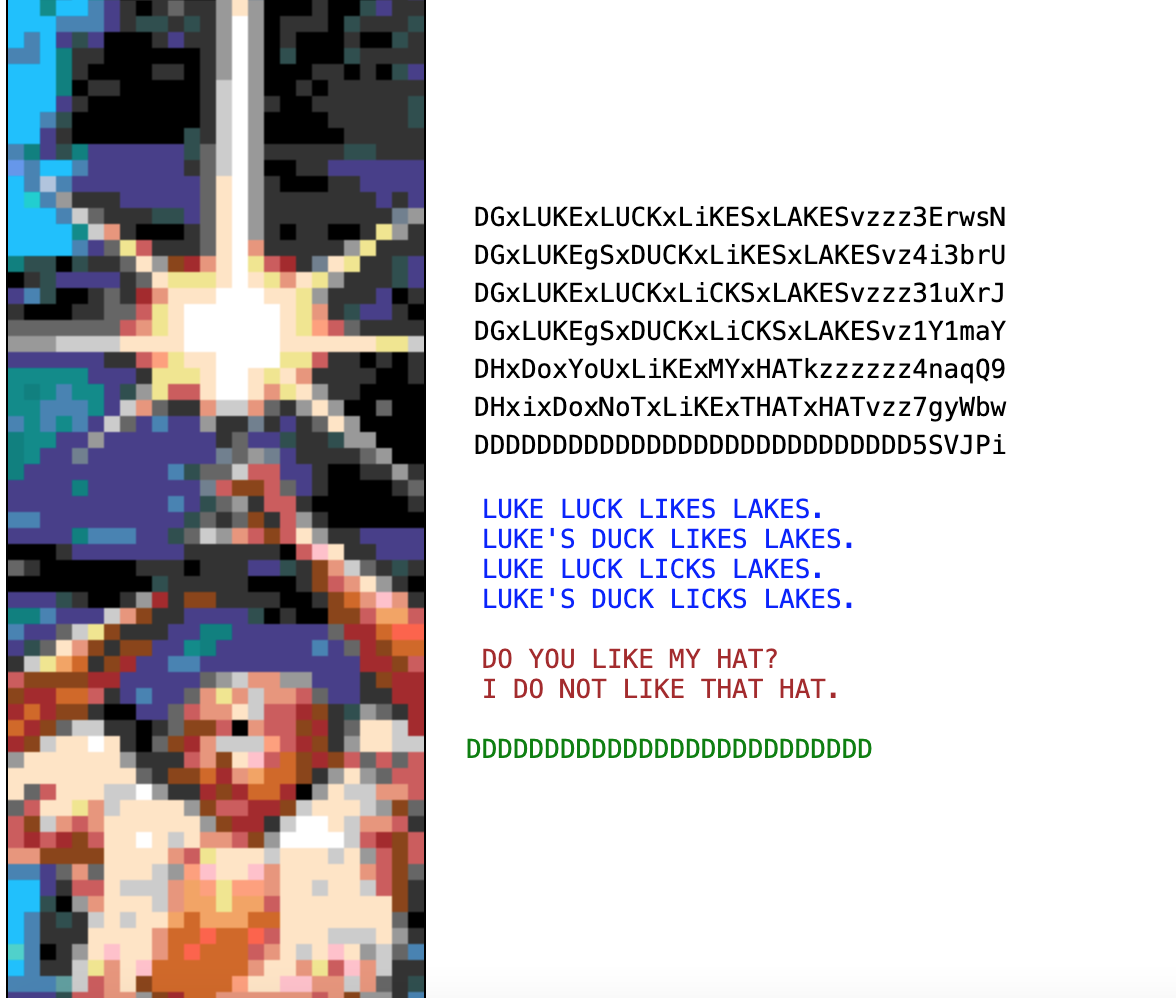 DGxLUKExLUCKxLiKESxLAKESvzzz3ErwsN
DGxLUKEgSxDUCKxLiKESxLAKESvz4i3brU
DGxLUKExLUCKxLiCKSxLAKESvzzz31uXrJ
DGxLUKEgSxDUCKxLiCKSxLAKESvz1Y1maY
DHxDoxYoUxLiKExMYxHATkzzzzzz4naqQ9
DHxixDoxNoTxLiKExTHATxHATvzz7gyWbw
DDDDDDDDDDDDDDDDDDDDDDDDDDDD5SVJPi
LUKE LUCK LIKES LAKES.
LUKE'S DUCK LIKES LAKES.
LUKE LUCK LICKS LAKES.
LUKE'S DUCK LICKS LAKES.
DO YOU LIKE MY HAT?
I DO NOT LIKE THAT HAT.
DDDDDDDDDDDDDDDDDDDDDDDDDD